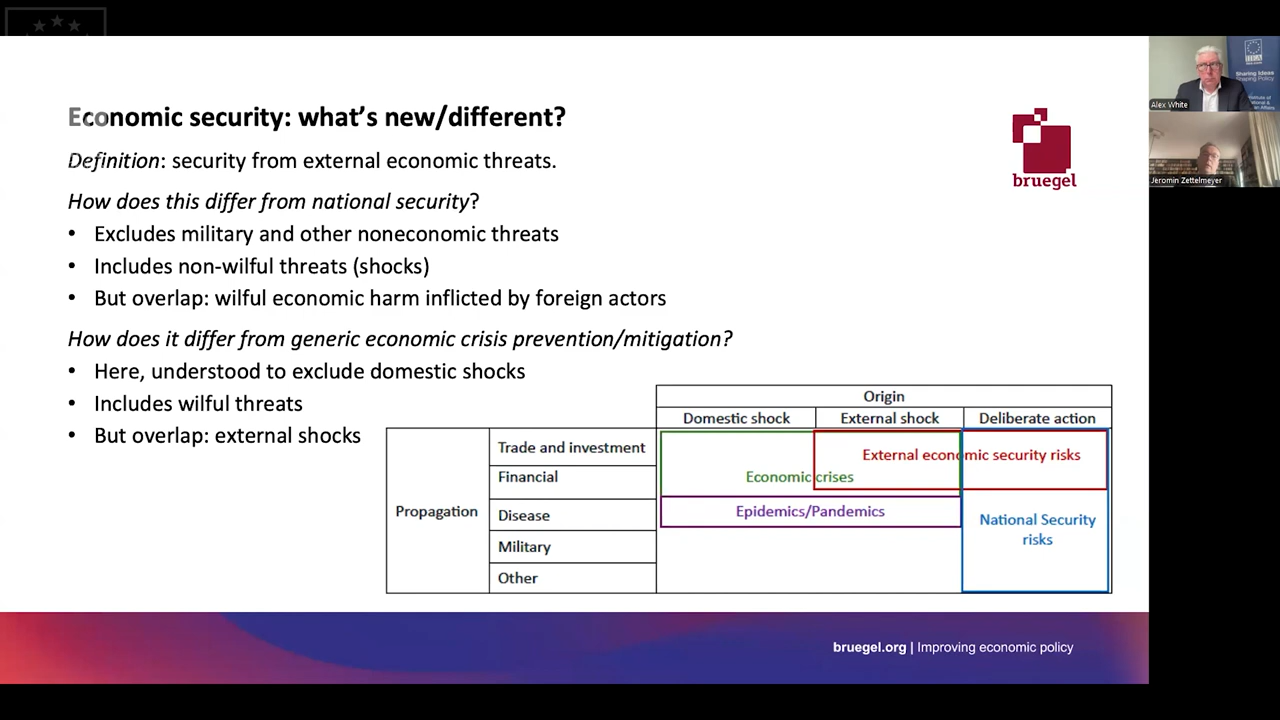 Economic security: what's new/different?
Definition: security from external economic threats.
How does this differ from national security?
• Excludes military and other noneconomic threats
• Includes non-wilful threats (shocks)
• But overlap: wilful economic harm inflicted by foreign actors
How does it differ from generic economic crisis prevention/mitigation?
• Here, understood to exclude domestic shocks
• Includes wilful threats
• But overlap: external shocks
Origin
Domestic shock External shock Deliberate action
Propagation
Trade and investment
Financial
Disease
Military
Other
External economic security risks
Economic crises
Epidemics/Pandemics
National Security
risks
bruegel
bruegel.org | Improving economic policy
IIEA
Sharing Ideas
Shaping Policy
Alex White
Jeromin Zettelmeyer